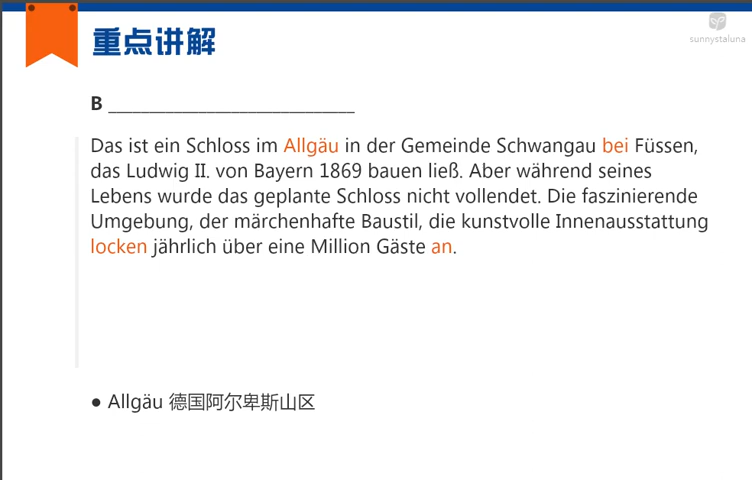 重点讲解
sunnystaluna
B ______________________________
Das ist ein Schloss im Allgäu in der Gemeinde Schwangau bei Füssen,
das Ludwig II. von Bayern 1869 bauen ließ. Aber während seines
Lebens wurde das geplante Schloss nicht vollendet. Die faszinierende
Umgebung, der märchenhafte Baustil, die kunstvolle Innenausstattung
locken jährlich über eine Million Gäste an.
● Allgäu 德国阿尔卑斯山区